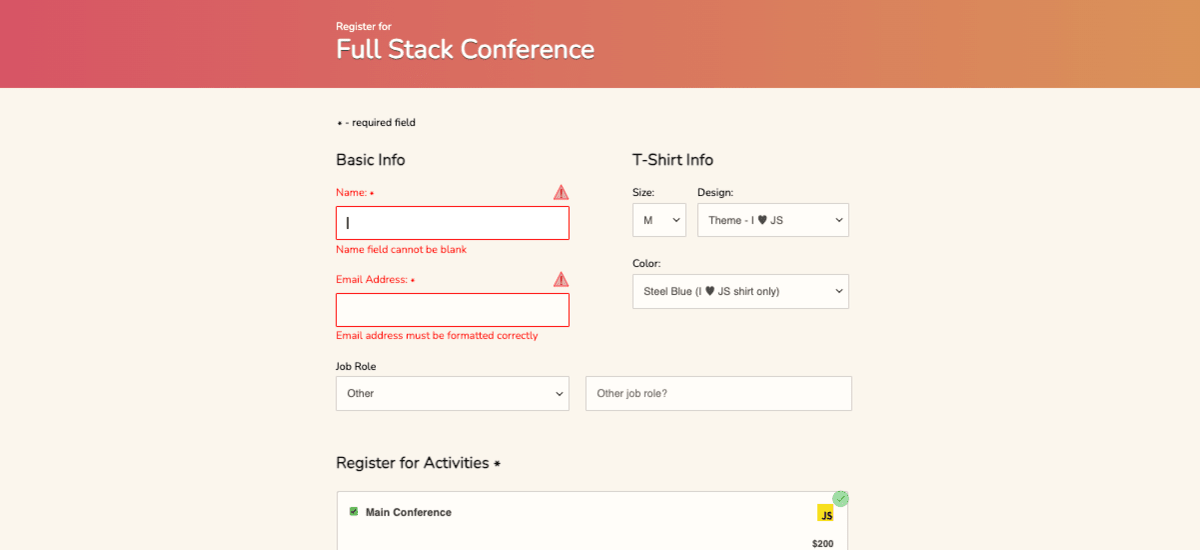 Register for
Full Stack Conference
* - required field
Basic Info
Name: *
Name field cannot be blank
Email Address: *
Email address must be formatted correctly
T-Shirt Info
Size:
Design:
M
Theme - I ♥ JS
Color:
Steel Blue (I ♥ JS shirt only)
Job Role
Other
Other job role?
Register for Activities *
Main Conference
JS
$200